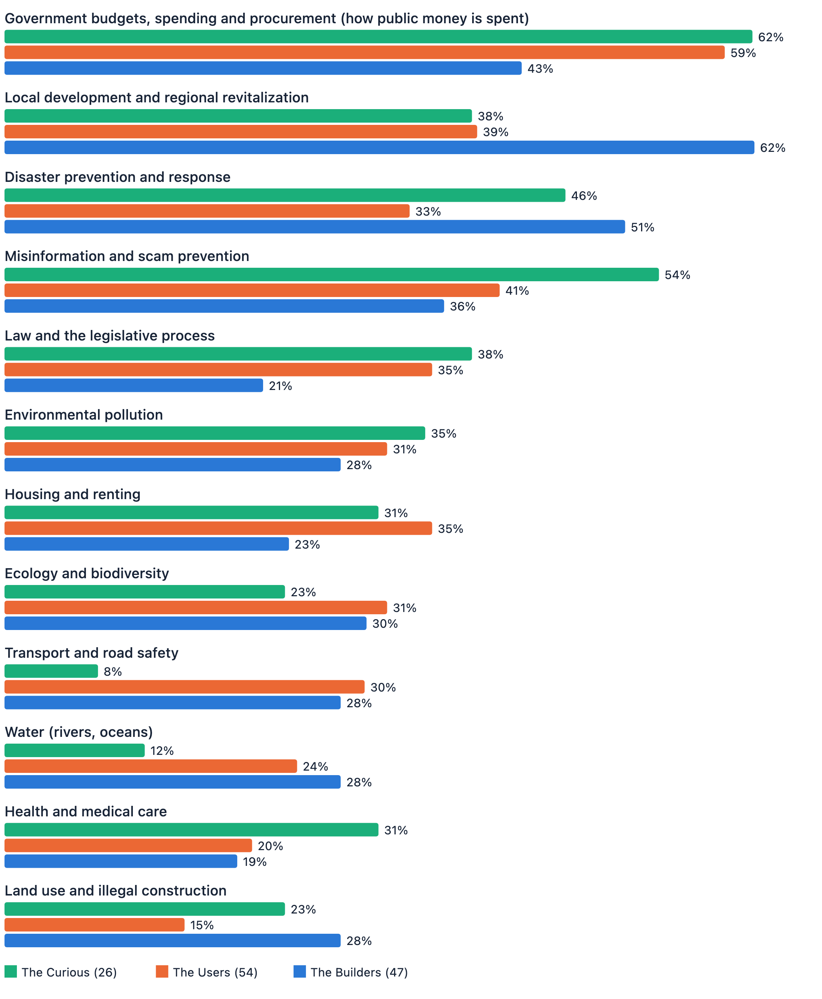 Government budgets, spending and procurement (how public money is spent)
62%
59%
43%
Local development and regional revitalization
38%
39%
62%
Disaster prevention and response
46%
33%
51%
Misinformation and scam prevention
54%
41%
36%
Law and the legislative process
38%
35%
21%
Environmental pollution
35%
31%
28%
Housing and renting
31%
35%
23%
Ecology and biodiversity
23%
31%
30%
Transport and road safety
8%
30%
28%
Water (rivers, oceans)
12%
24%
28%
Health and medical care
31%
20%
19%
Land use and illegal construction
23%
15%
28%
The Curious (26) The Users (54) The Builders (47)